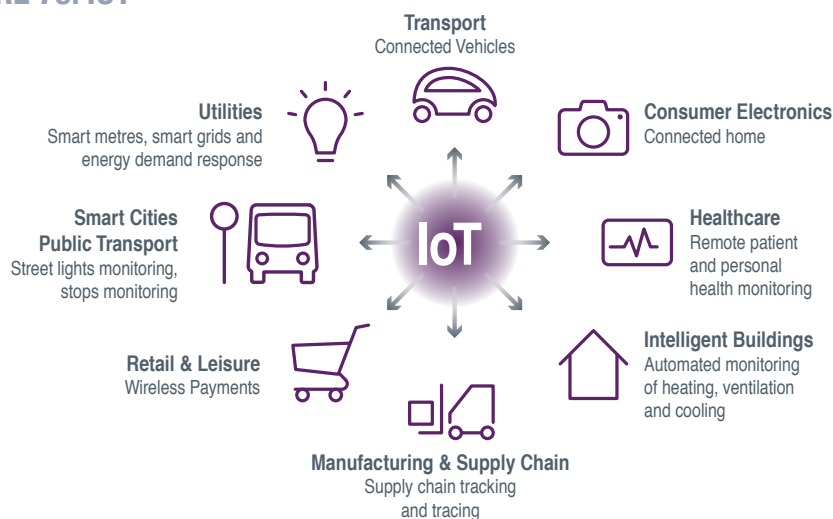 Transport
Connected Vehicles
Utilities
Smart metres, smart grids and
energy demand response
Consumer Electronics
Connected home
Smart Cities
Public Transport
Street lights monitoring,
stops monitoring
IoT
Healthcare
Remote patient
and personal
health monitoring
Retail & Leisure
Wireless Payments
Intelligent Buildings
Automated monitoring
of heating, ventilation
and cooling
Manufacturing & Supply Chain
Supply chain tracking
and tracing